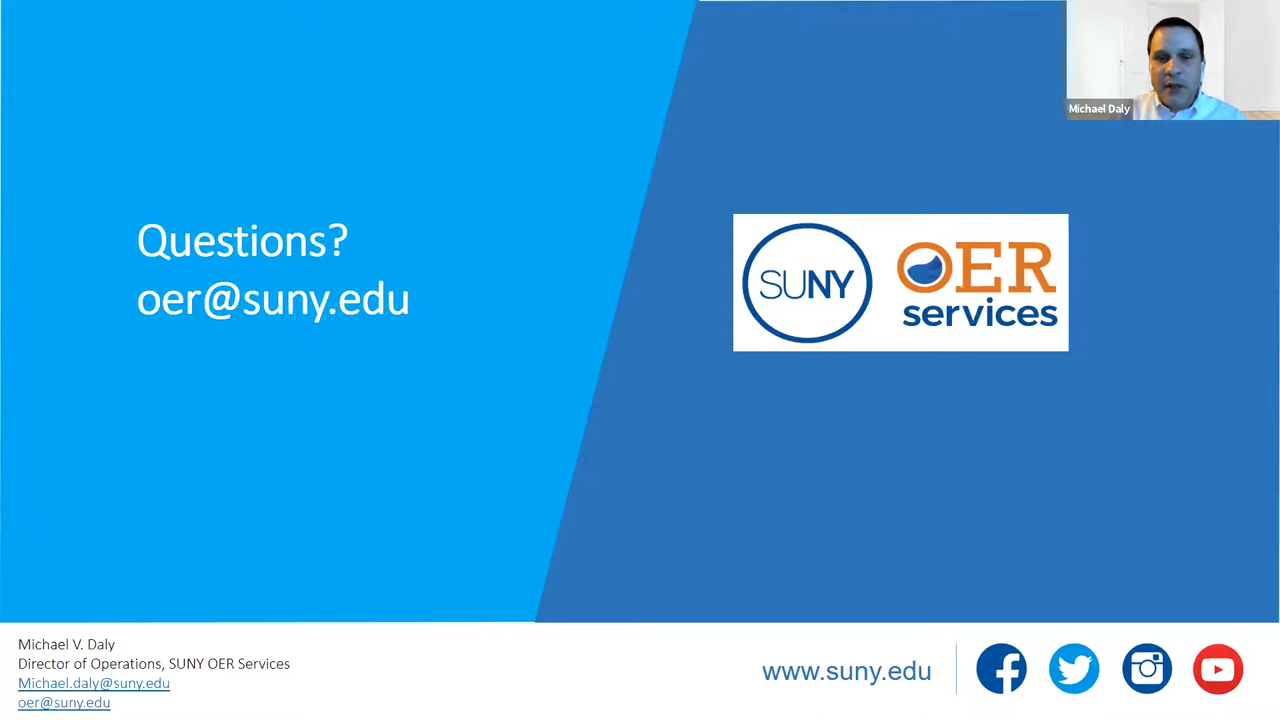 Michael Daly
Questions?
oer@suny.edu
SUNY
OER
services
Michael V. Daly
Director of Operations, SUNY OER Services
Michael.daly@suny.edu
oer@suny.edu
www.suny.edu